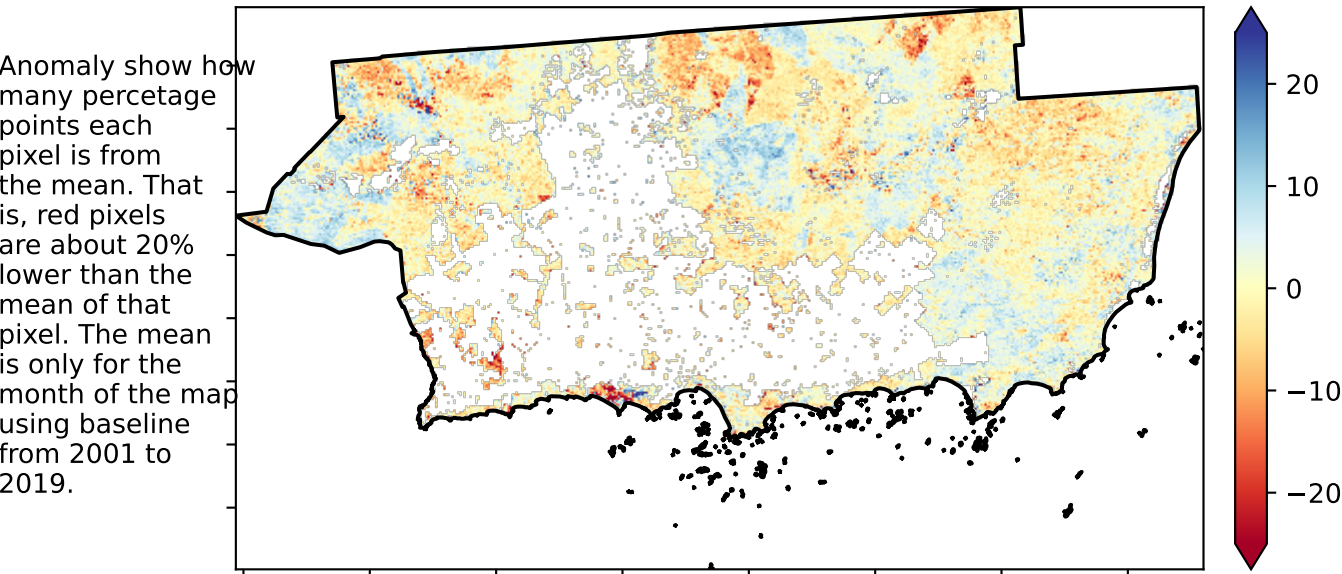 Anomaly show how
many percetage
points each
pixel is from
the mean. That
is, red pixels
are about 20%
lower than the
mean of that
pixel. The mean
is only for the
month of the map
using baseline
from 2001 to
2019.
20
10
0
−10
−20